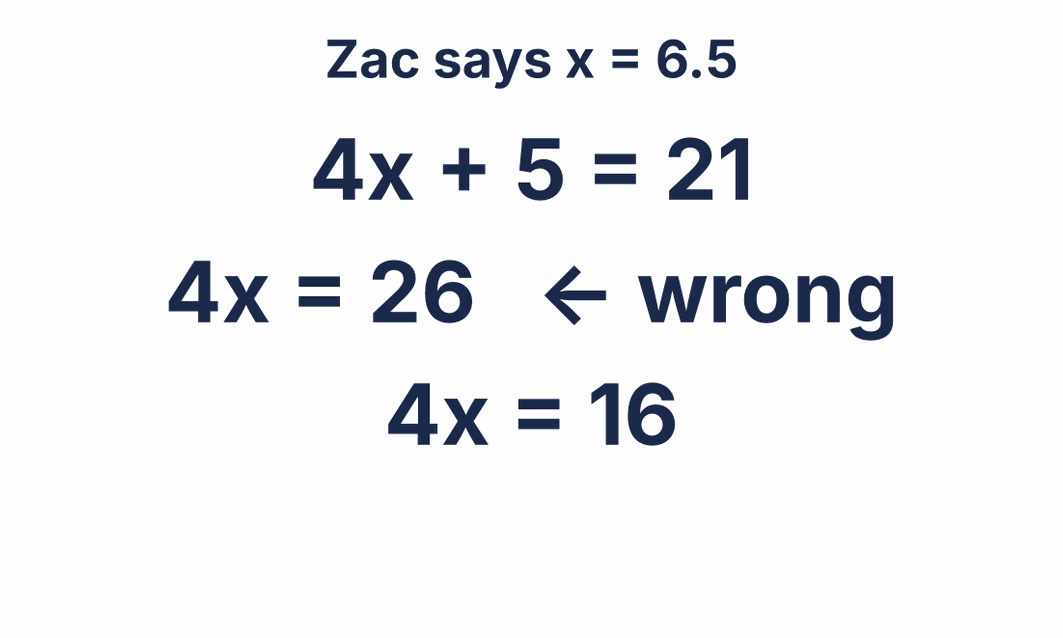 Zac says x = 6.5
4x + 5 = 21
4x = 26 ← wrong
4x = 16